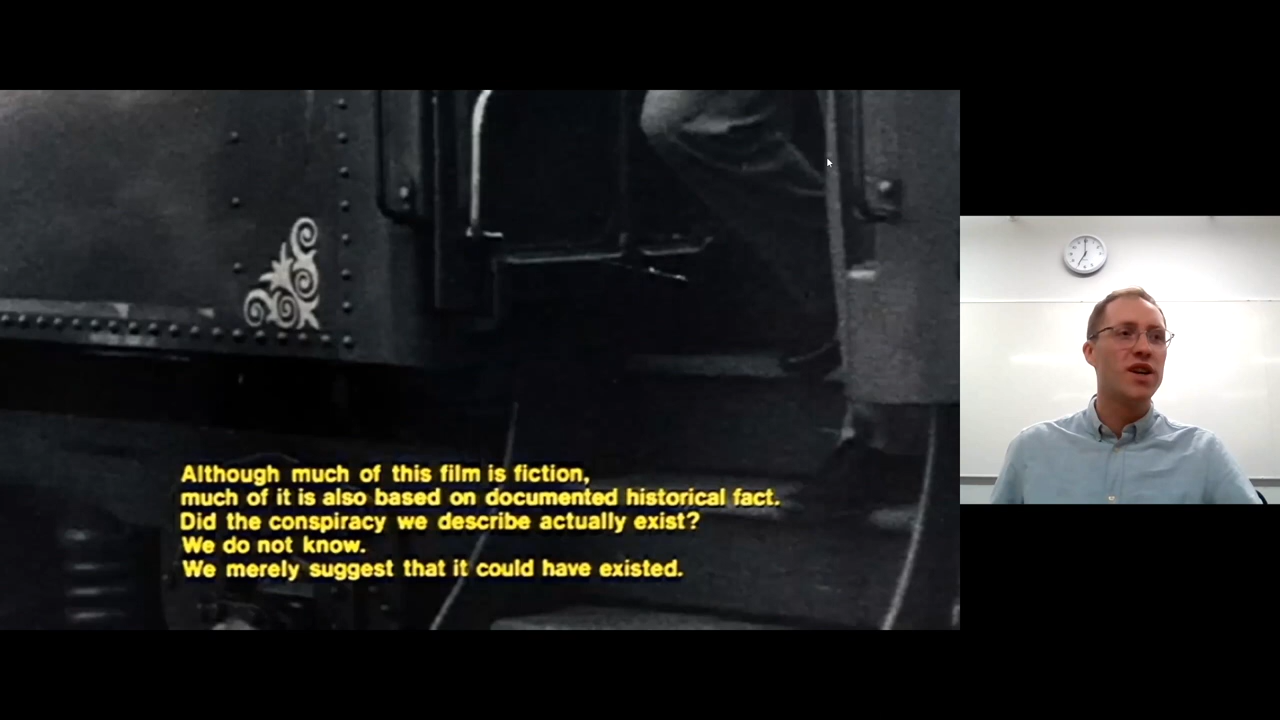 Although much of this film is fiction,
much of it is also based on documented historical fact.
Did the conspiracy we describe actually exist?
We do not know.
We merely suggest that it could have existed.